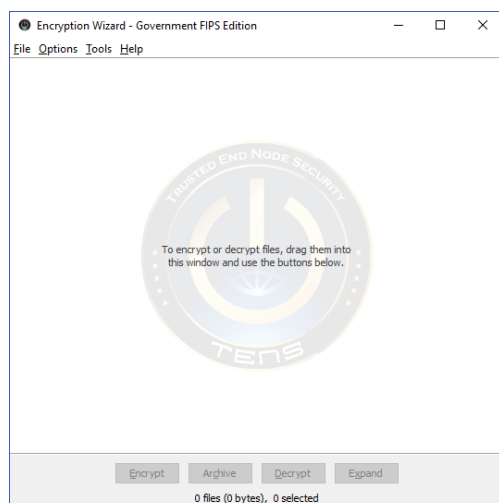 Encryption Wizard - Government FIPS Edition
File Options Tools Help
TRUSTED END NODE SECURITY
To encrypt or decrypt files, drag them into
this window and use the buttons below.
TENS
Encrypt Archive Decrypt Expand
0 files (0 bytes), 0 selected